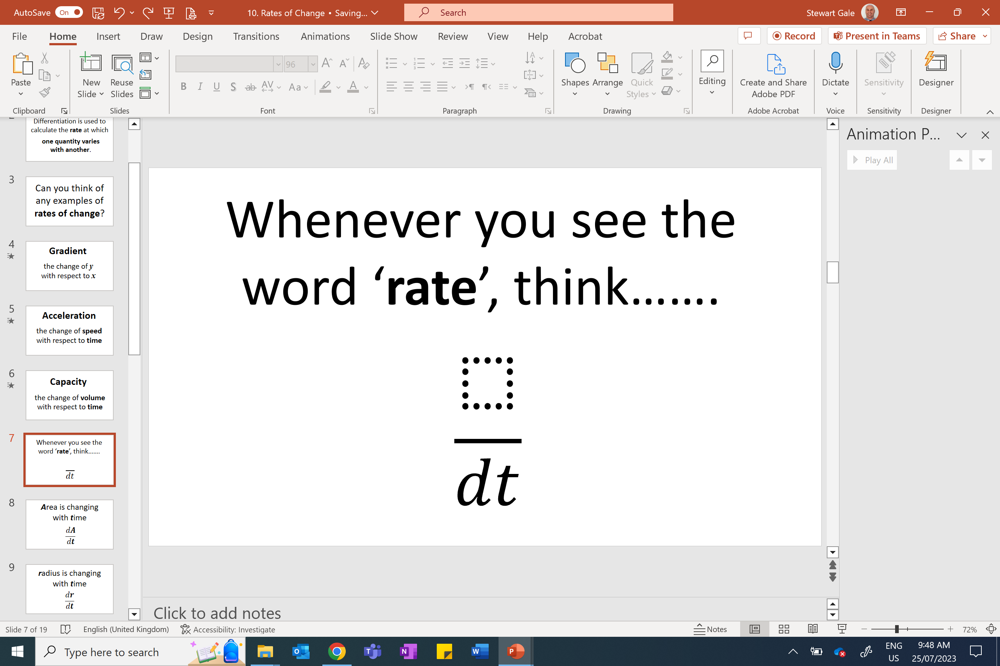 AutoSave On 10. Rates of Change • Saving... Search Stewart Gale
File Home Insert Draw Design Transitions Animations Slide Show Review View Help Acrobat Record Present in Teams Share
Paste
New
Slide
Reuse
Slides
96
B I U S ab AV Aa A
Shapes Arrange Quick
Styles
Editing
Create and Share
Adobe PDF
Dictate
Sensitivity
Designer
Clipboard Slides Font Paragraph Drawing Adobe Acrobat Voice Sensitivity Designer
2
Differentiation is used to
calculate the rate at which
one quantity varies
with another.
3
Can you think of
any examples of
rates of change?
4
Gradient
the change of y
with respect to x
5
Acceleration
the change of speed
with respect to time
6
Capacity
the change of volume
with respect to time
7
Whenever you see the
word ‘rate’, think.......
dt
8
Area is changing
with time
dA
dt
9
radius is changing
with time
dr
dt
Whenever you see the
word ‘rate’, think.......
dt
Click to add notes
Animation P...
Play All
Slide 7 of 19 English (United Kingdom) Accessibility: Investigate Notes 72%
Type here to search
ENG
US
9:48 AM
25/07/2023